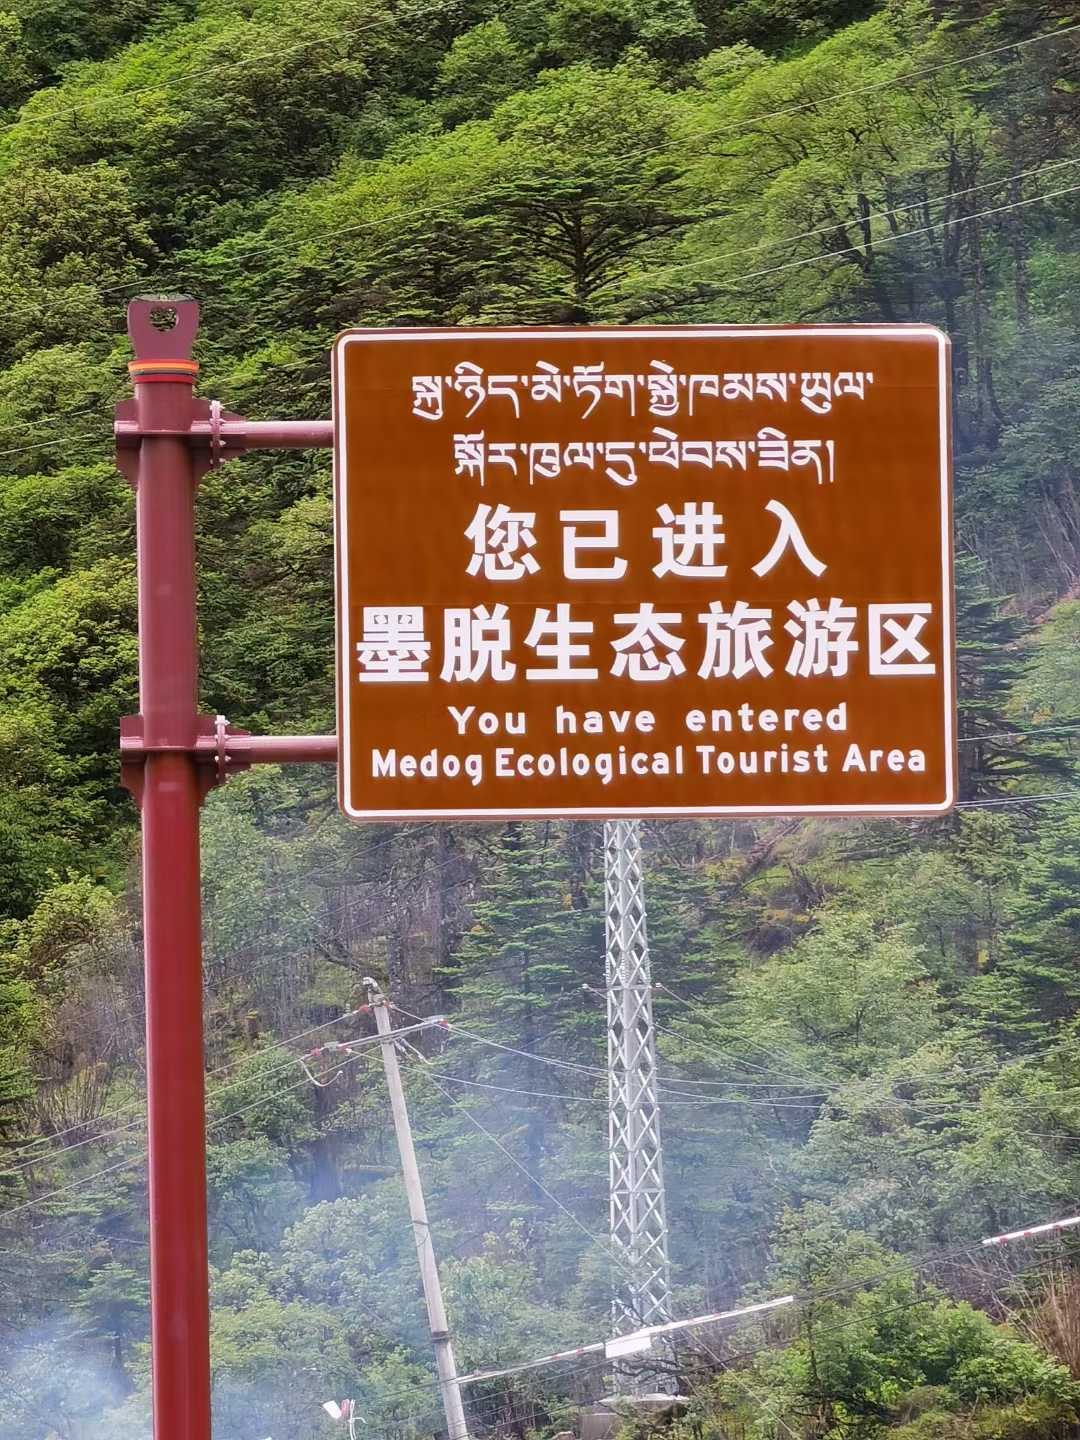 སྐུ་ཉིད་མེ་ཏོག་སྐྱེ་ཁམས་ཡུལ་
སྐོར་ཁུལ་དུ་ཕེབས་ཟིན།
您已进入
墨脱生态旅游区
You have entered
Medog Ecological Tourist Area